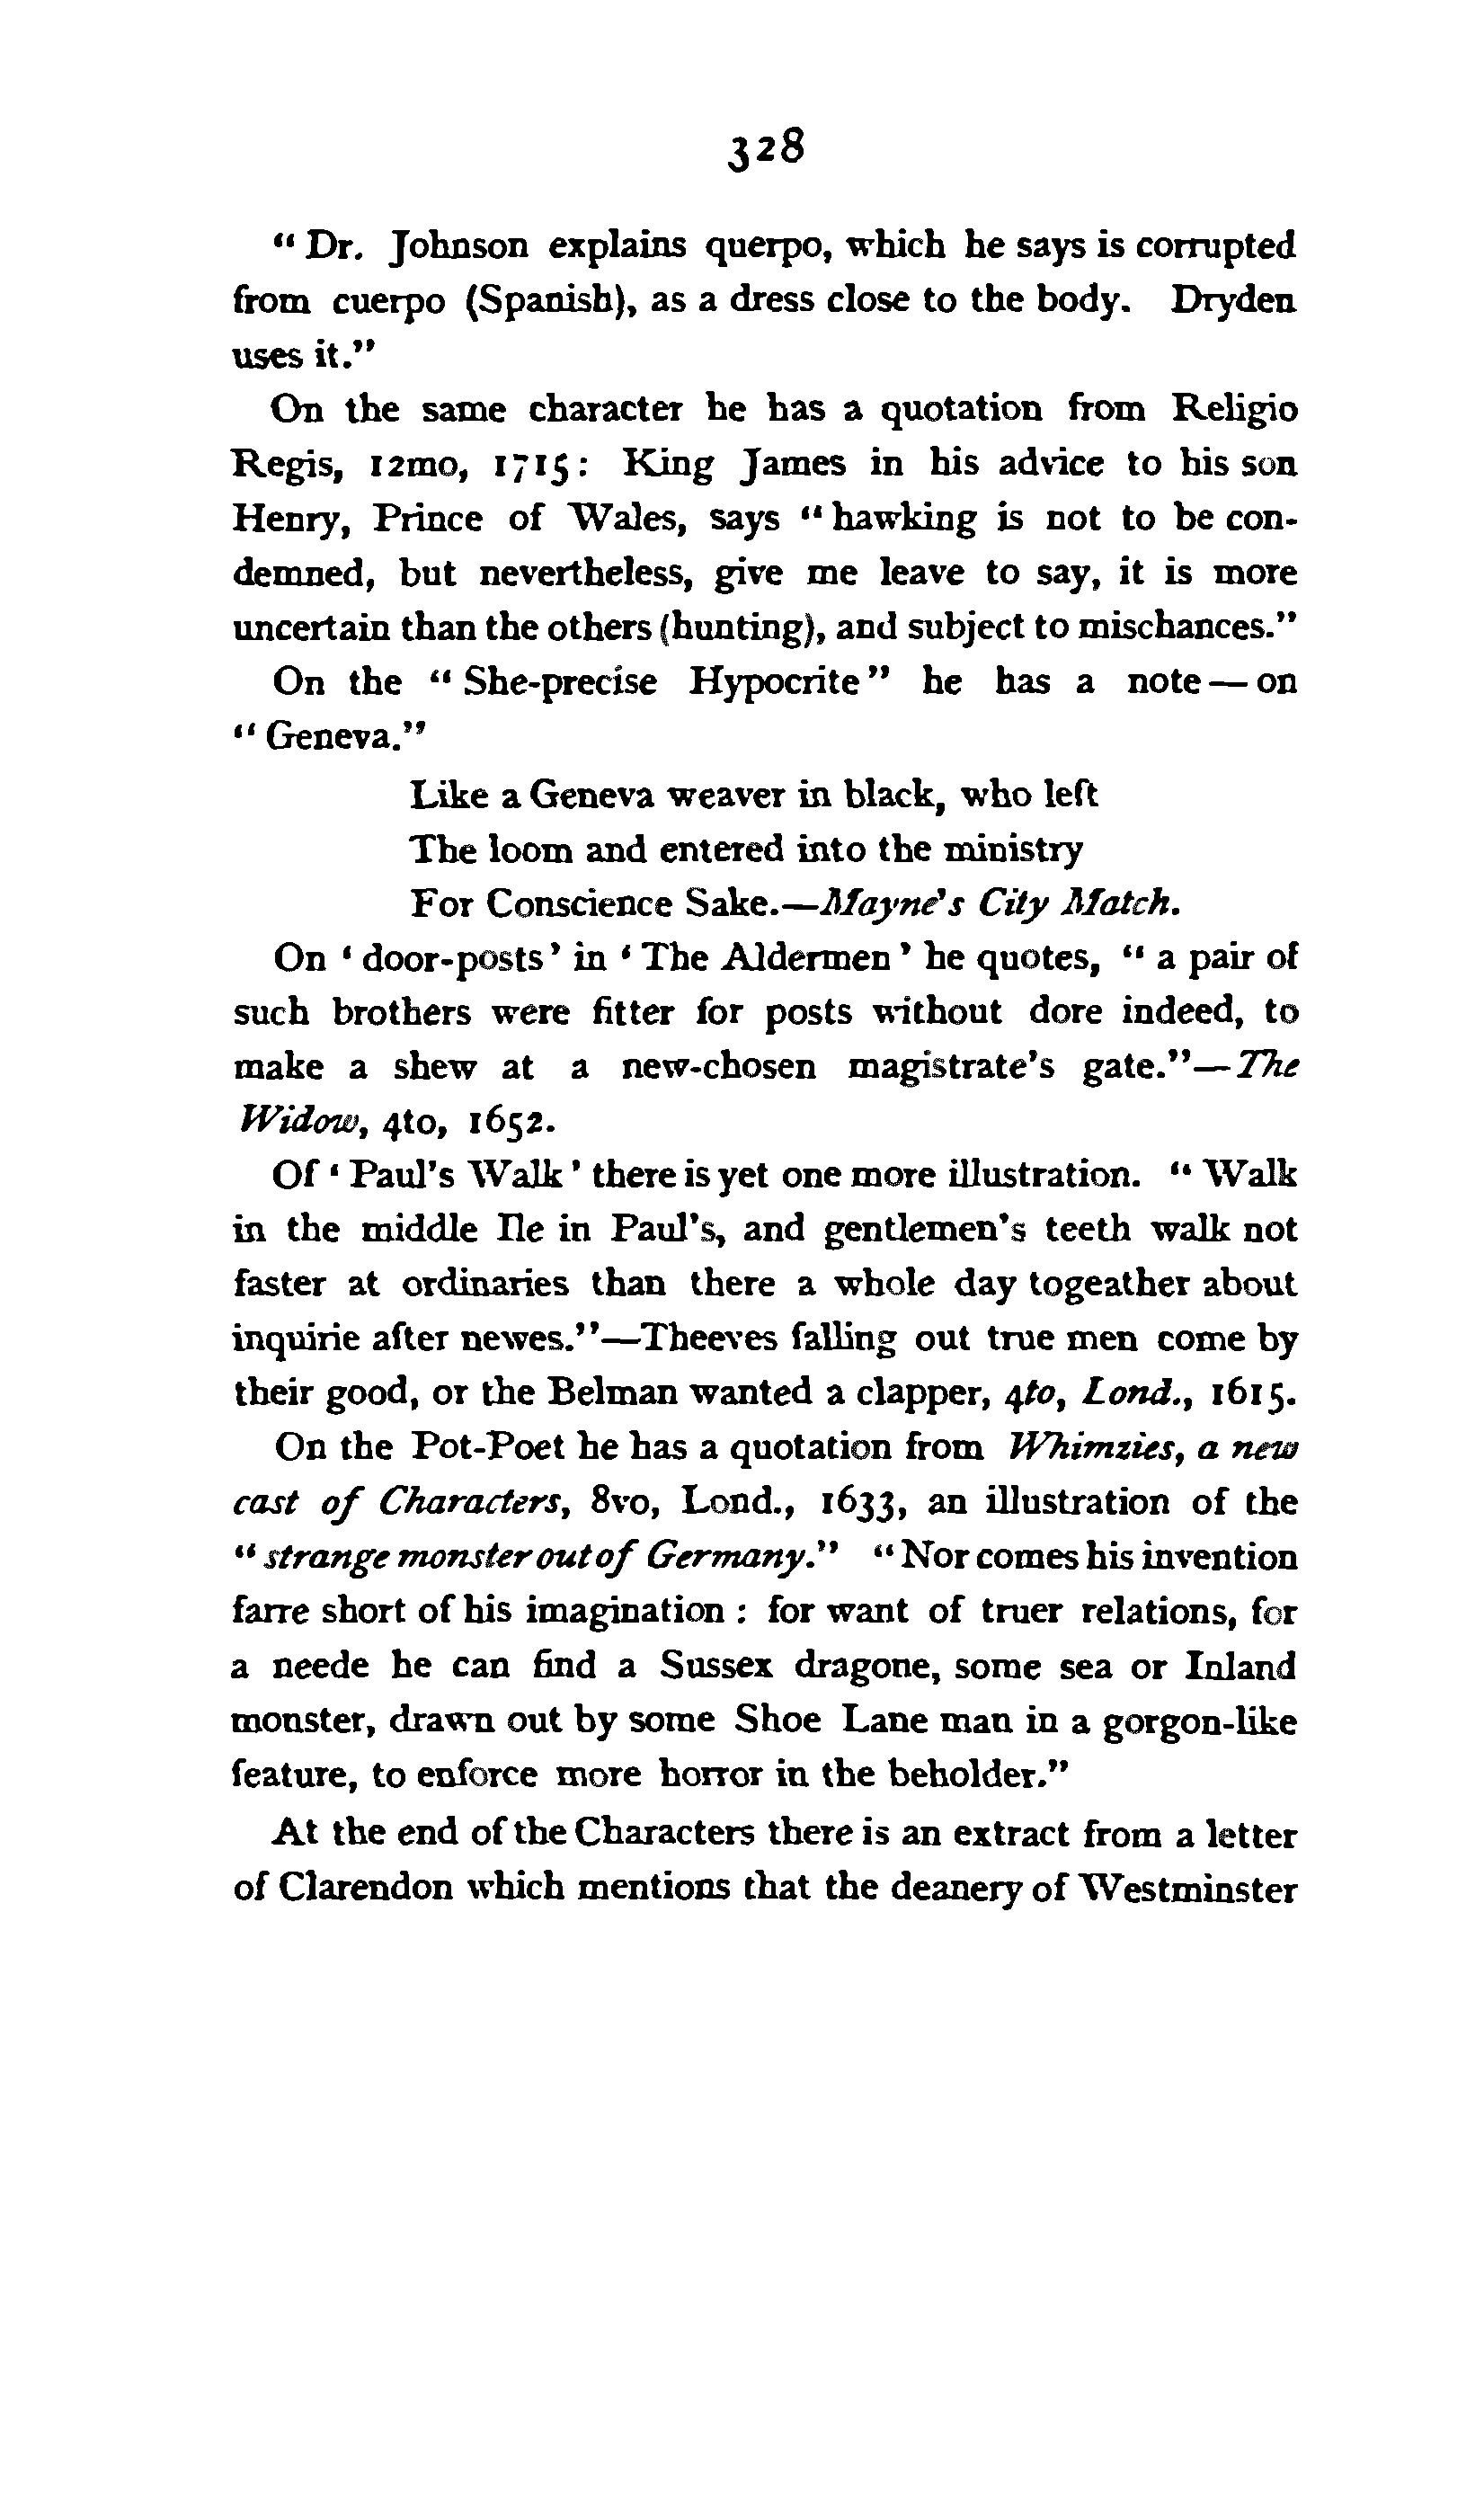 328
“ Dr. Johnson explains querpo, which he says is corrupted
from cuerpo (Spanish), as a dress close to the body. Dryden
uses it.”
On the same character he has a quotation from Religio
Regis, 12mo, 1715: King James in his advice to his son
Henry, Prince of Wales, says “ hawking is not to be con-
demned, but nevertheless, give me leave to say, it is more
uncertain than the others (hunting), and subject to mischances.”
On the “ She-precise Hypocrite” he has a note — on
“ Geneva.”
Like a Geneva weaver in black, who left
The loom and entered into the ministry
For Conscience Sake.—Mayne's City Match.
On ‘ door-posts ’ in ‘ The Aldermen ’ he quotes, “ a pair of
such brothers were fitter for posts without dore indeed, to
make a shew at a new-chosen magistrate's gate.”—The
Widow, 4to, 1652.
Of ‘ Paul's Walk ’ there is yet one more illustration. “ Walk
in the middle Ile in Paul's, and gentlemen's teeth walk not
faster at ordinaries than there a whole day togeather about
inquirie after newes.”—Theeves falling out true men come by
their good, or the Belman wanted a clapper, 4to, Lond., 1615.
On the Pot-Poet he has a quotation from Whimzies, a new
cast of Characters, 8vo, Lond., 1633, an illustration of the
“ strange monster out of Germany.” “ Nor comes his invention
farre short of his imagination : for want of truer relations, for
a neede he can find a Sussex dragone, some sea or Inland
monster, drawn out by some Shoe Lane man in a gorgon-like
feature, to enforce more horror in the beholder.”
At the end of the Characters there is an extract from a letter
of Clarendon which mentions that the deanery of Westminster